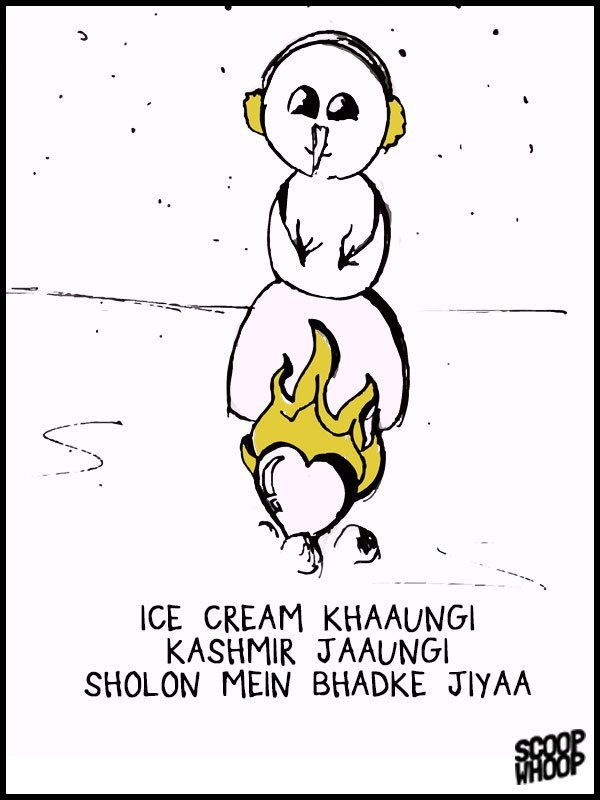 ICE CREAM KHAAUNGI
KASHMIR JAAUNGI
SHOLON MEIN BHADKE JIYAA
SCOOP
WHOOP